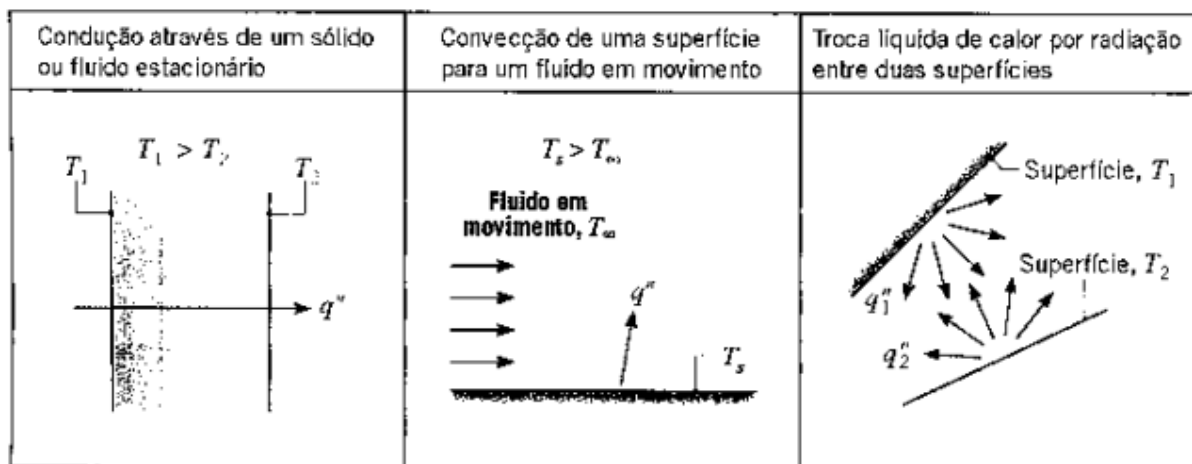 Condução através de um sólido
ou fluido estacionário
Convecção de uma superfície
para um fluido em movimento
Troca líquida de calor por radiação
entre duas superfícies
T₁ > T₂
T₁
T₂
q"
Tₛ > T∞
Fluido em
movimento, T∞
q"
Tₛ
Superfície, T₁
Superfície, T₂
q"₁
q"₂